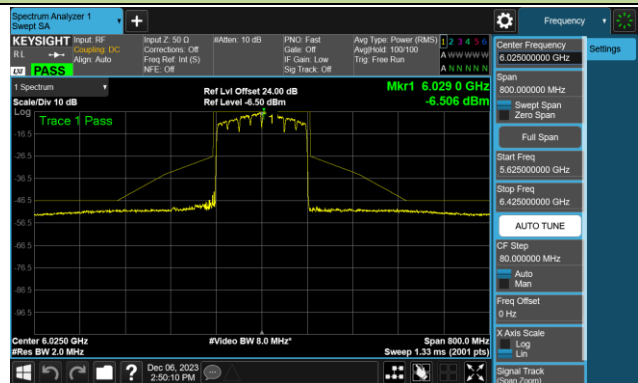 Spectrum Analyzer 1
Swept SA
Frequency
KEYSIGHT
R L
LXI
PASS
Input: RF
Coupling: DC
Align: Auto
Input Z: 50 Ω
Corrections: Off
Freq Ref: Int (S)
NFE: Off
#Atten: 10 dB
PNO: Fast
Gate: Off
IF Gain: Low
Sig Track: Off
Avg Type: Power (RMS)
Avg|Hold: 100/100
Trig: Free Run
1 2 3 4 5 6
A W W W W W
A N N N N N
1 Spectrum
Scale/Div 10 dB
Ref Lvl Offset 24.00 dB
Ref Level -6.50 dBm
Mkr1 6.029 0 GHz
-6.506 dBm
Log
Trace 1 Pass
1
-16.5
-26.5
-36.5
-46.5
-56.5
-66.5
-76.5
-86.5
-96.5
Center 6.0250 GHz
#Res BW 2.0 MHz
#Video BW 8.0 MHz*
Span 800.0 MHz
Sweep 1.33 ms (2001 pts)
Dec 06, 2023
2:50:10 PM
Center Frequency
6.025000000 GHz
Span
800.000000 MHz
Swept Span
Zero Span
Full Span
Start Freq
5.625000000 GHz
Stop Freq
6.425000000 GHz
AUTO TUNE
CF Step
80.000000 MHz
Auto
Man
Freq Offset
0 Hz
X Axis Scale
Log
Lin
Signal Track
(Span Zoom)
Settings